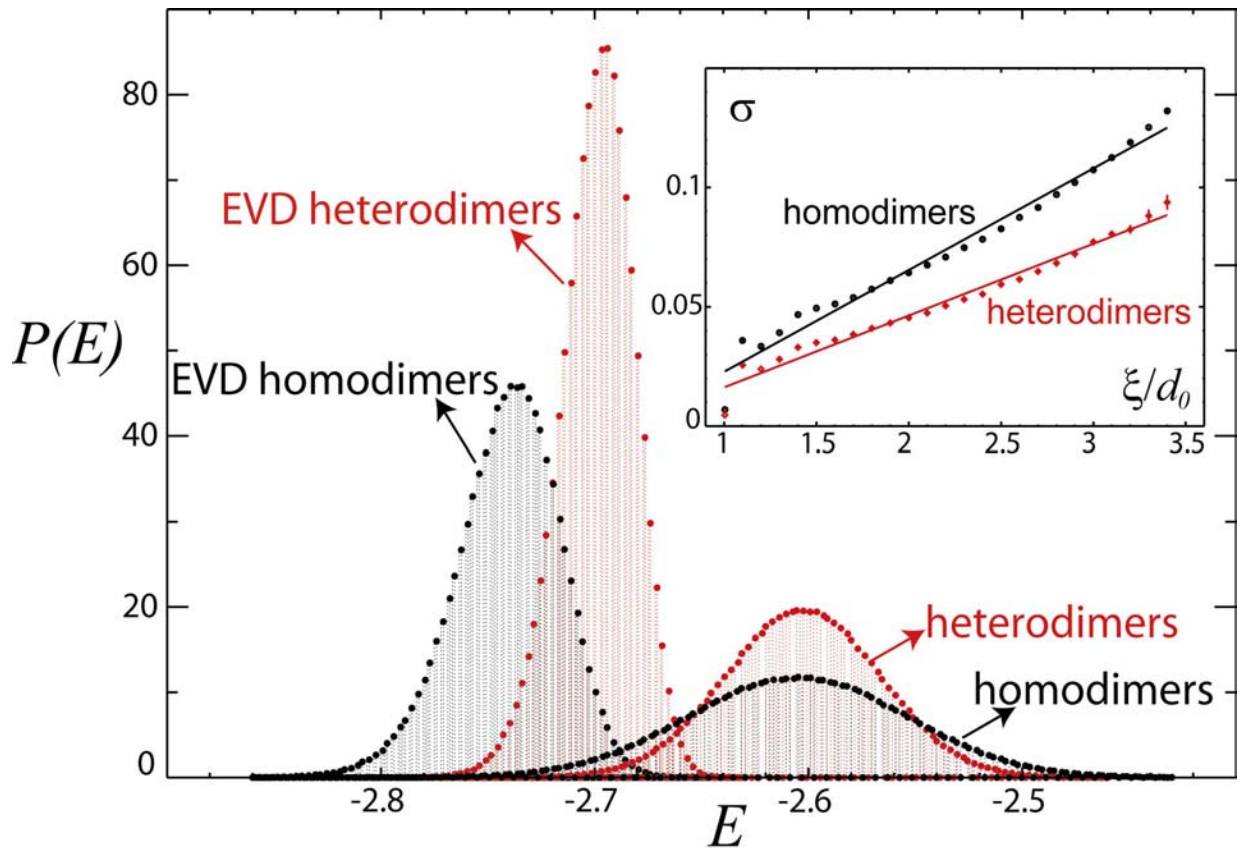 80
60
40
20
0
P(E)
EVD heterodimers
EVD homodimers
heterodimers
homodimers
-2.8
-2.7
-2.6
-2.5
E
σ
0.1
0.05
0
homodimers
heterodimers
ξ/d₀
1
1.5
2
2.5
3
3.5